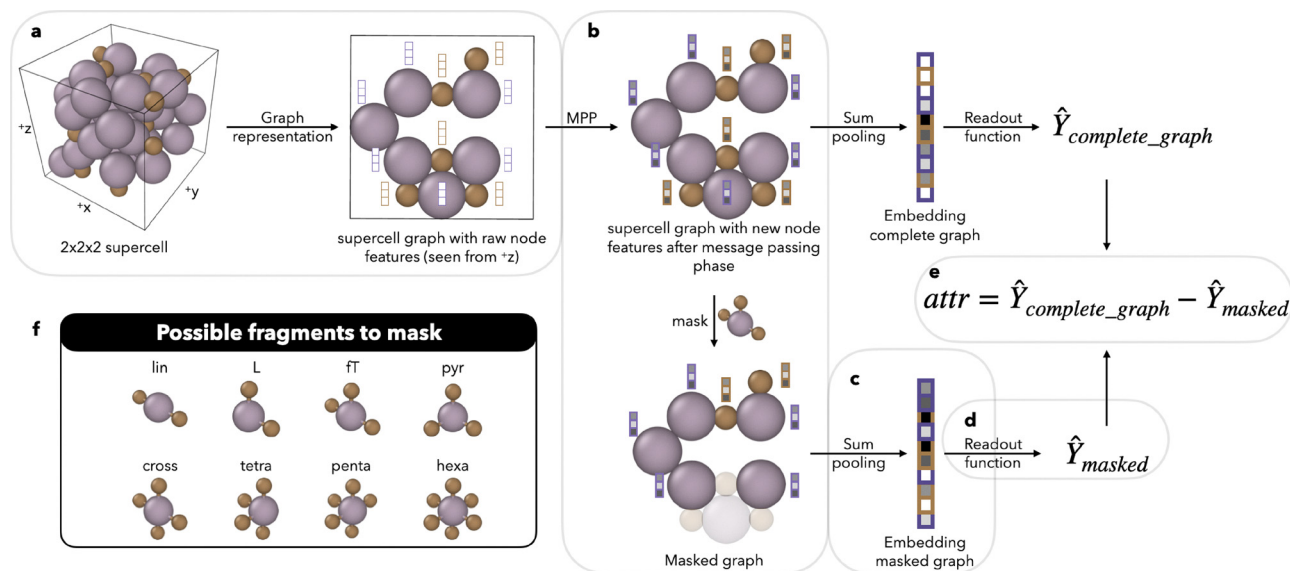 a
+z
+x
+y
2x2x2 supercell
Graph
representation
supercell graph with raw node
features (seen from +z)
MPP
b
supercell graph with new node
features after message passing
phase
mask
Masked graph
Sum
pooling
Embedding
complete graph
Readout
function
Ŷcomplete_graph
e
attr = Ŷcomplete_graph − Ŷmasked
c
Sum
pooling
Embedding
masked graph
d
Readout
function
Ŷmasked
f
Possible fragments to mask
lin L fT pyr
cross tetra penta hexa